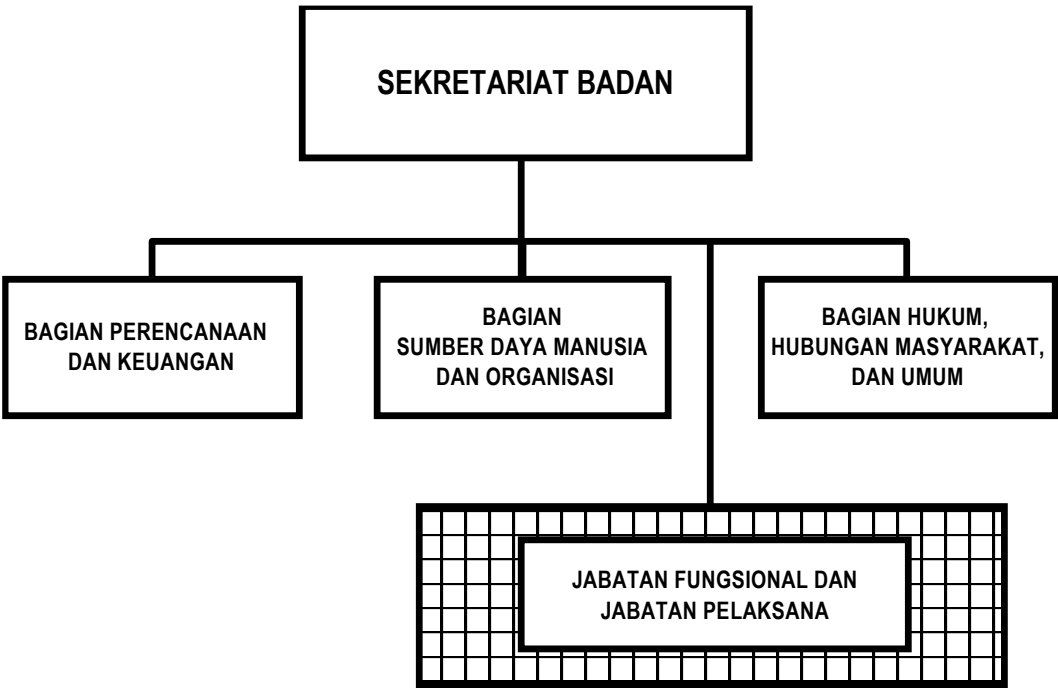 SEKRETARIAT BADAN
BAGIAN PERENCANAAN
DAN KEUANGAN
BAGIAN
SUMBER DAYA MANUSIA
DAN ORGANISASI
BAGIAN HUKUM,
HUBUNGAN MASYARAKAT,
DAN UMUM
JABATAN FUNGSIONAL DAN
JABATAN PELAKSANA